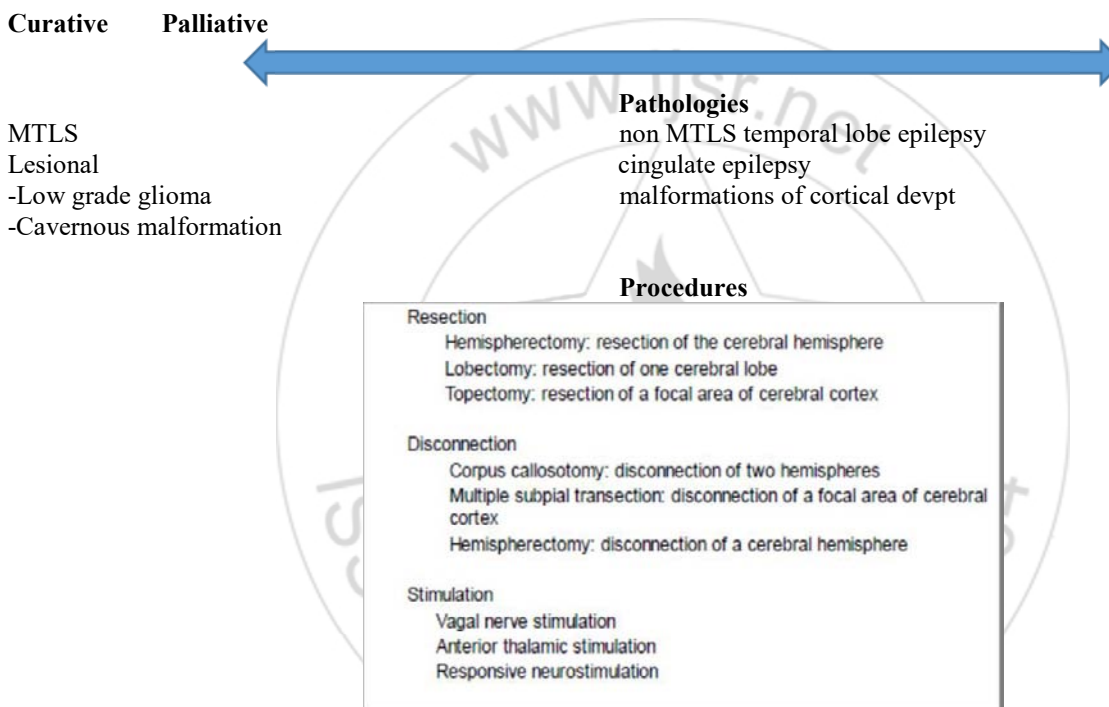 Curative Palliative
www.ijsr.net
Pathologies
MTLS non MTLS temporal lobe epilepsy
Lesional cingulate epilepsy
-Low grade glioma malformations of cortical devpt
-Cavernous malformation
Procedures
Resection
Hemispherectomy: resection of the cerebral hemisphere
Lobectomy: resection of one cerebral lobe
Topectomy: resection of a focal area of cerebral cortex
Disconnection
Corpus callosotomy: disconnection of two hemispheres
Multiple subpial transection: disconnection of a focal area of cerebral
cortex
Hemispherectomy: disconnection of a cerebral hemisphere
Stimulation
Vagal nerve stimulation
Anterior thalamic stimulation
Responsive neurostimulation